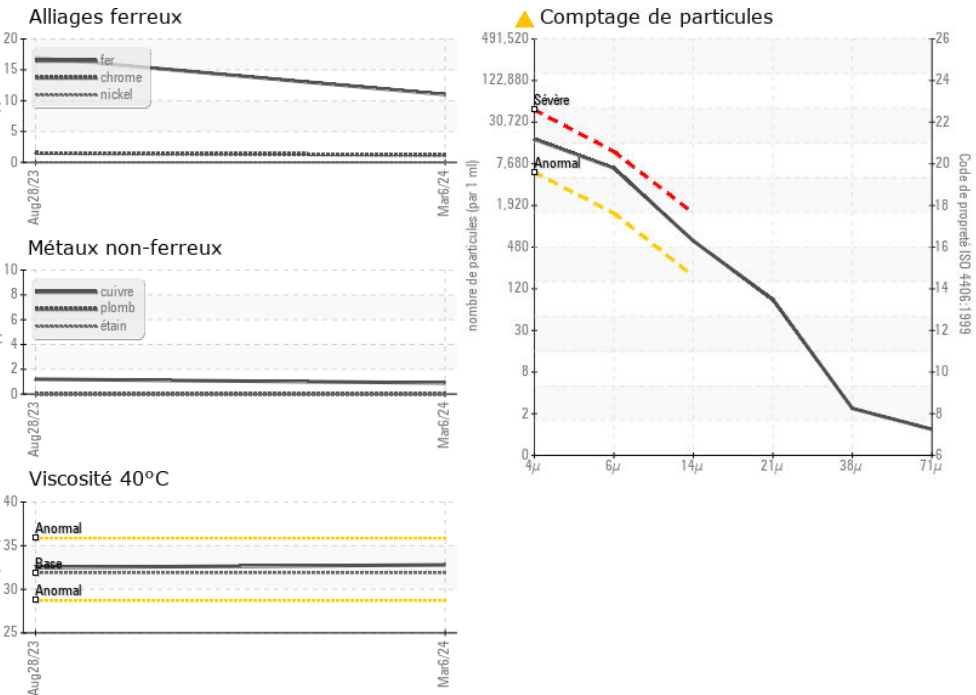 Alliages ferreux
20
15
10
5
0
fer
chrome
nickel
Aug28/23
Mar6/24
Métaux non-ferreux
10
8
6
4
2
0
cuivre
plomb
étain
Aug28/23
Mar6/24
Viscosité 40°C
40
35
30
25
Anormal
Base
Anormal
Aug28/23
Mar6/24
Comptage de particules
491,520
122,880
30,720
7,680
1,920
480
120
30
8
2
0
nombre de particules (par 1 ml)
Sévère
Anormal
26
24
22
20
18
16
14
12
10
8
6
Code de propreté ISO 4406:1999
4µ
6µ
14µ
21µ
38µ
71µ